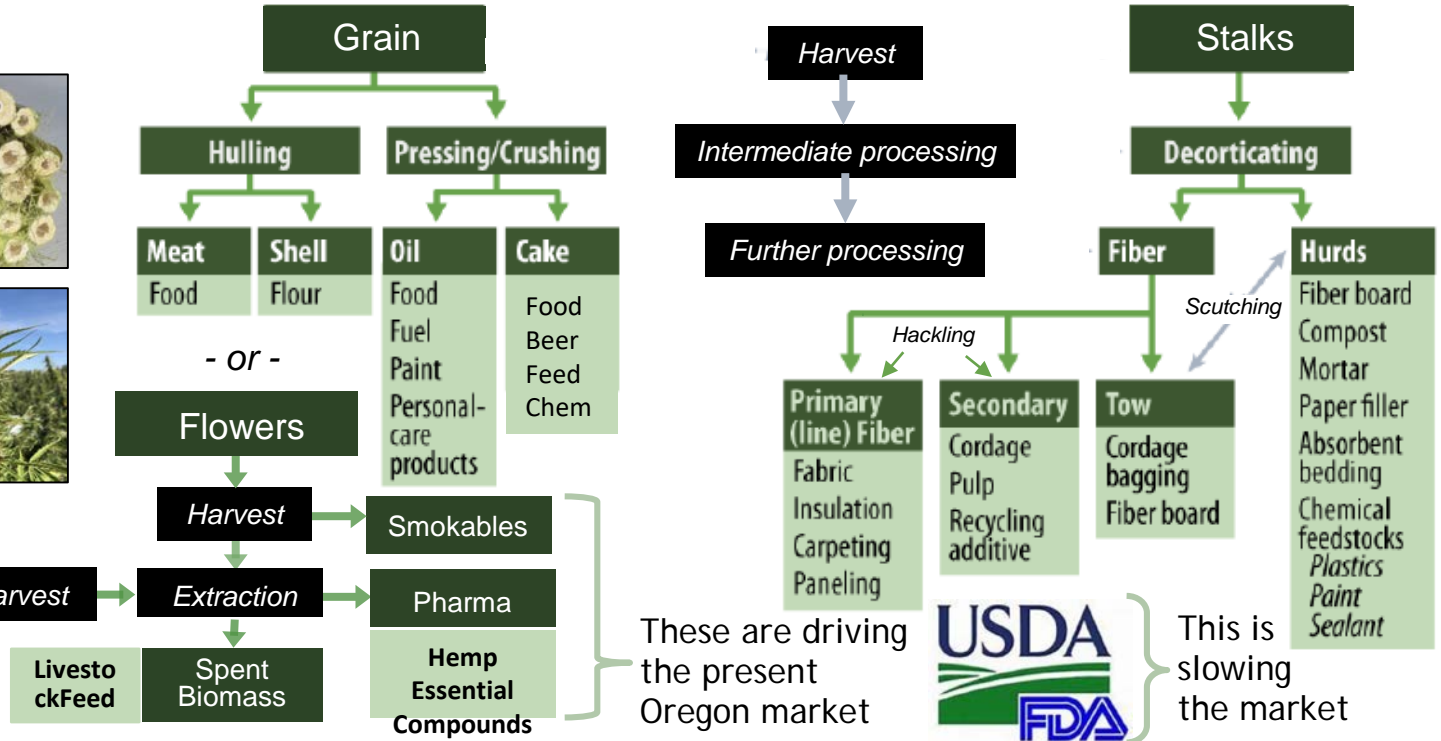 Grain
Hulling
Pressing/Crushing
Meat
Food
Shell
Flour
Oil
Food
Fuel
Paint
Personal-
care
products
Cake
Food
Beer
Feed
Chem
- or -
Flowers
Harvest
Smokables
arvest
Extraction
Pharma
Hemp
Essential
Compounds
Livesto
ckFeed
Spent
Biomass
These are driving
the present
Oregon market
Harvest
Intermediate processing
Further processing
Stalks
Decorticating
Fiber
Hurds
Fiber board
Compost
Mortar
Paper filler
Absorbent
bedding
Chemical
feedstocks
Plastics
Paint
Sealant
Scutching
Hackling
Primary
(line) Fiber
Fabric
Insulation
Carpeting
Paneling
Secondary
Cordage
Pulp
Recycling
additive
Tow
Cordage
bagging
Fiber board
USDA
FDA
This is
slowing
the market